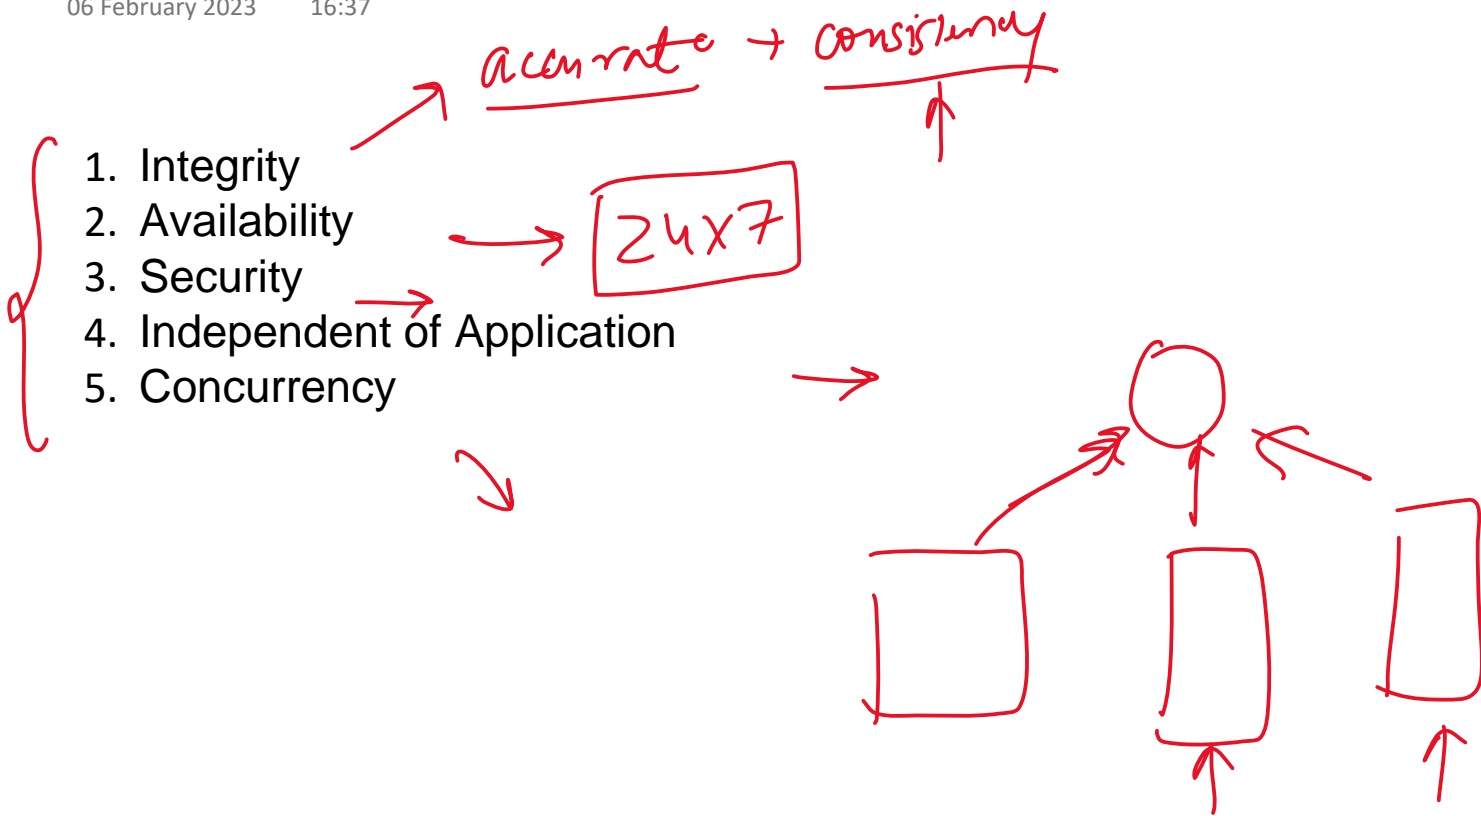 06 February 2023 16:37
accurate + consistency
1. Integrity
2. Availability
24x7
3. Security
4. Independent of Application
5. Concurrency